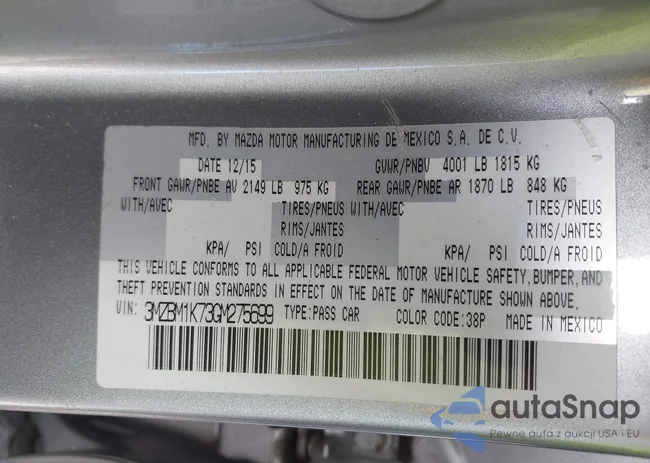 MFD. BY MAZDA MOTOR MANUFACTURING DE MEXICO S.A. DE C.V.
DATE 12/15 GVWR/PNBV 4001 LB 1815 KG
FRONT GAWR/PNBE AV 2149 LB 975 KG REAR GAWR/PNBE AR 1870 LB 848 KG
WITH/AVEC TIRES/PNEUS WITH/AVEC TIRES/PNEUS
RIMS/JANTES RIMS/JANTES
KPA/ PSI COLD/A FROID KPA/ PSI COLD/A FROID
THIS VEHICLE CONFORMS TO ALL APPLICABLE FEDERAL MOTOR VEHICLE SAFETY, BUMPER, AND
THEFT PREVENTION STANDARDS IN EFFECT ON THE DATE OF MANUFACTURE SHOWN ABOVE.
VIN: 3MZBM1K73GM275699 TYPE:PASS CAR COLOR CODE:38P MADE IN MEXICO
autaSnap
Pewne auta z aukcji USA i EU